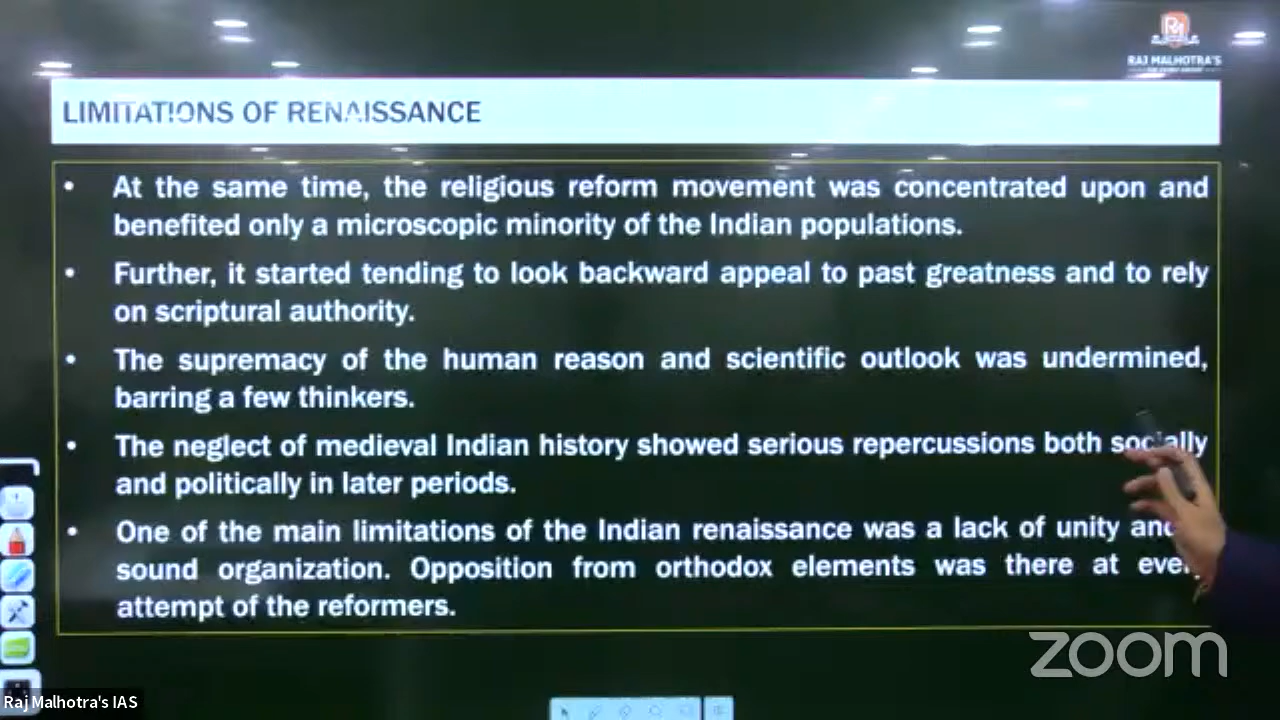 RAJ MALHOTRA'S
LIMITATIONS OF RENAISSANCE
• At the same time, the religious reform movement was concentrated upon and
benefited only a microscopic minority of the Indian populations.
• Further, it started tending to look backward appeal to past greatness and to rely
on scriptural authority.
• The supremacy of the human reason and scientific outlook was undermined,
barring a few thinkers.
• The neglect of medieval Indian history showed serious repercussions both socially
and politically in later periods.
• One of the main limitations of the Indian renaissance was a lack of unity and
sound organization. Opposition from orthodox elements was there at every
attempt of the reformers.
zoom
Raj Malhotra's IAS